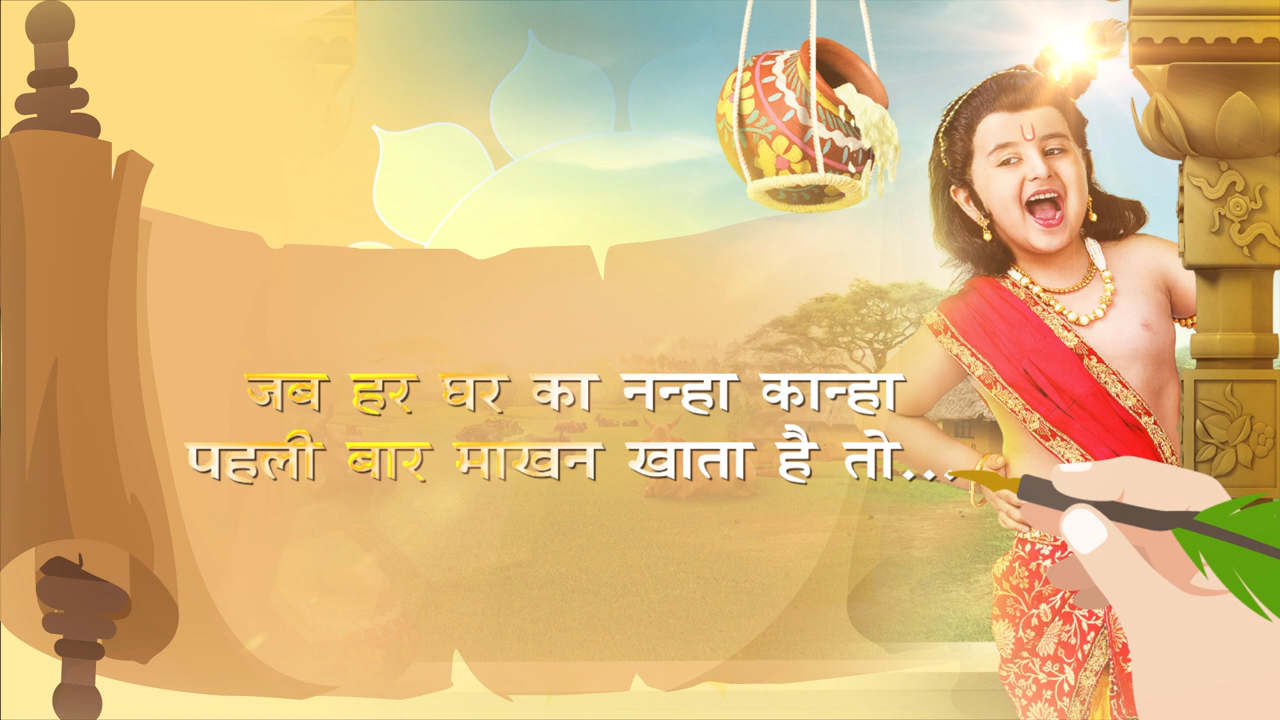 जब हर घर का नन्हा कान्हा
पहली बार माखन खाता है तो...